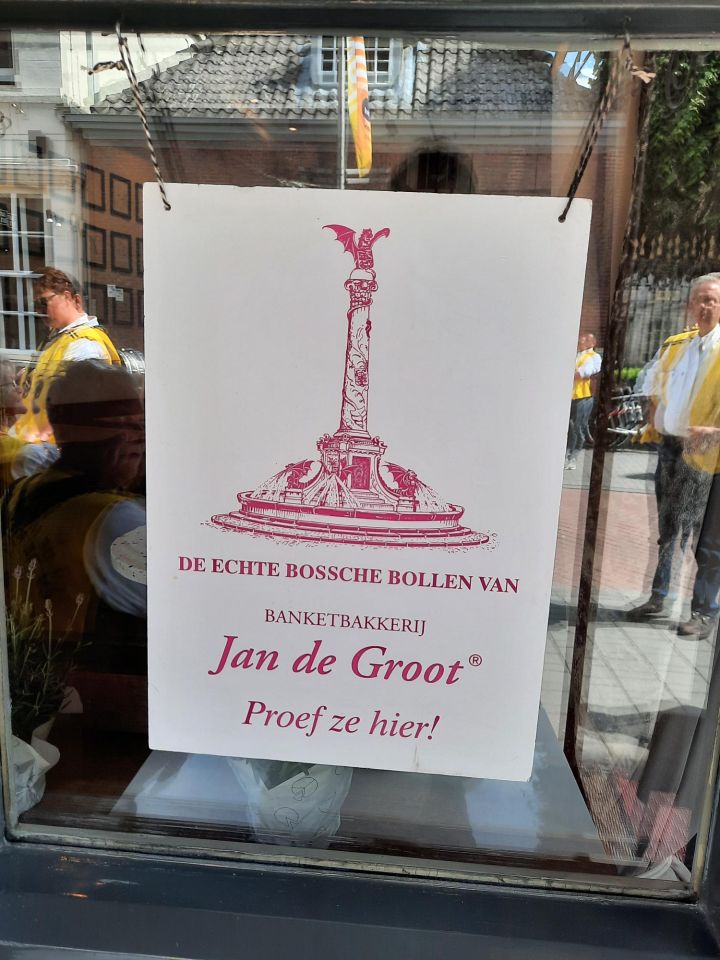 DE ECHTE BOSSCHE BOLLEN VAN
BANKETBAKKERIJ
Jan de Groot®
Proef ze hier!